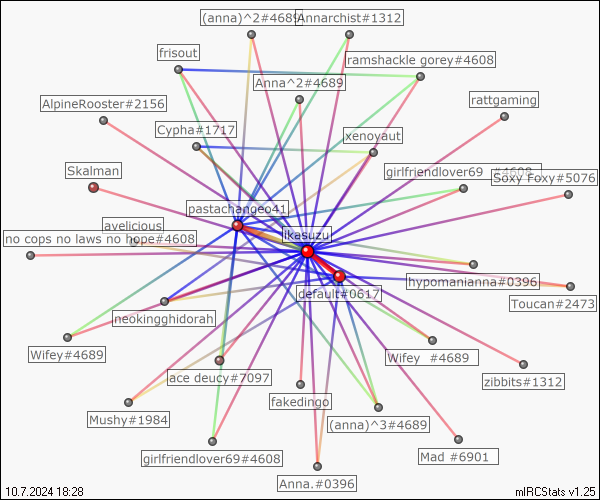 (anna)^2#4689
Annarchist#1312
frisout
ramshackle gorey#4608
Anna^2#4689
AlpineRooster#2156
rattgaming
Cypha#1717
xenoyaut
Skalman
girlfriendlover69
Soxy Foxy#5076
pastachangeo41
avelicious
ikasuzu
no cops no laws no hope#4608
hypomanianna#0396
default#0617
Toucan#2473
neokingghidorah
Wifey#4689
Wifey #4689
ace deucy#7097
zibbits#1312
fakedingo
Mushy#1984
(anna)^3#4689
girlfriendlover69#4608
Mad #6901
Anna.#0396
10.7.2024 18:28
mIRCStats v1.25